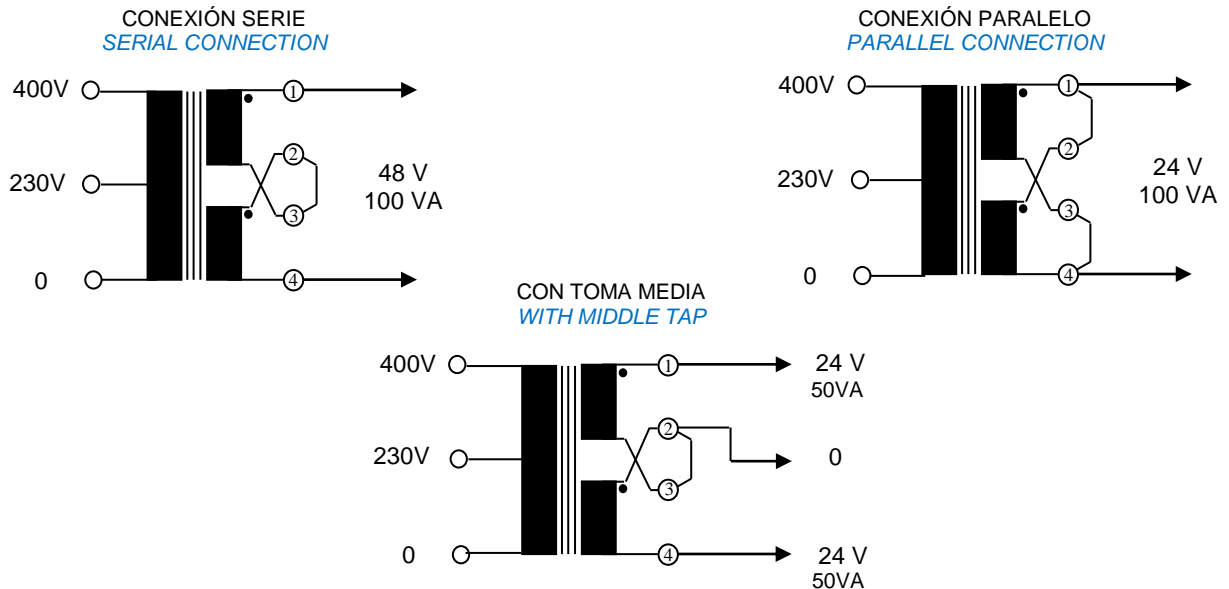 CONEXIÓN SERIE
SERIAL CONNECTION
400V
1
2
230V
3
48 V
100 VA
0
4
CONEXIÓN PARALELO
PARALLEL CONNECTION
400V
1
2
230V
3
24 V
100 VA
0
4
CON TOMA MEDIA
WITH MIDDLE TAP
400V
1
24 V
50VA
2
230V
0
3
0
4
24 V
50VA